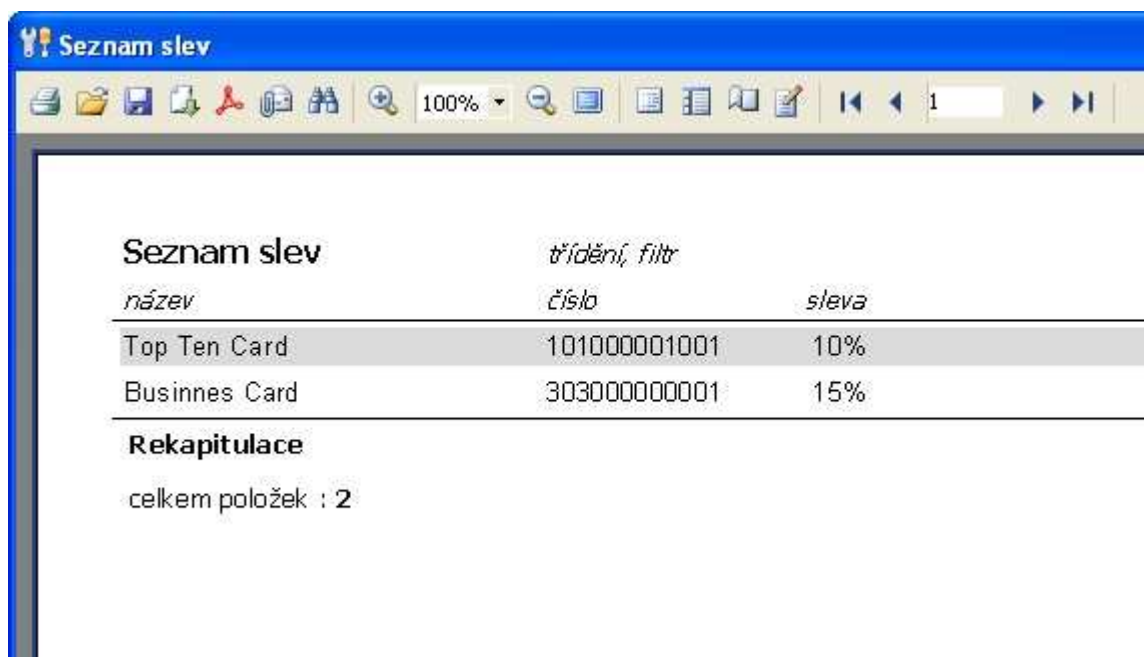 Seznam slev
100% 1
Seznam slev třídění, filtr
název číslo sleva
Top Ten Card 101000001001 10%
Businnes Card 303000000001 15%
Rekapitulace
celkem položek : 2